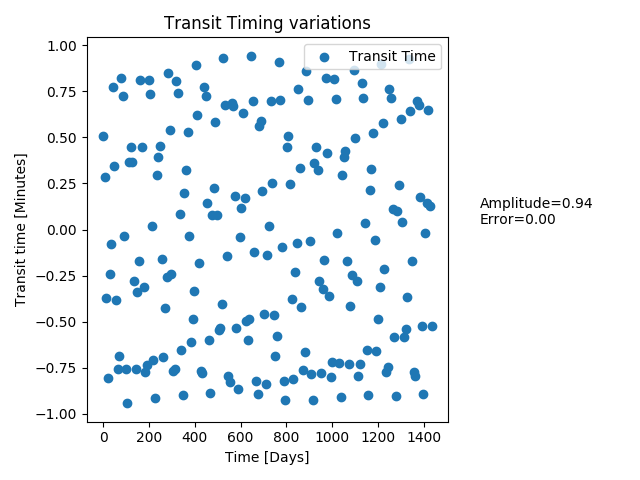 Transit Timing variations
1.00
0.75
0.50
0.25
0.00
−0.25
−0.50
−0.75
−1.00
Transit time [Minutes]
Transit Time
0 200 400 600 800 1000 1200 1400
Time [Days]
Amplitude=0.94
Error=0.00